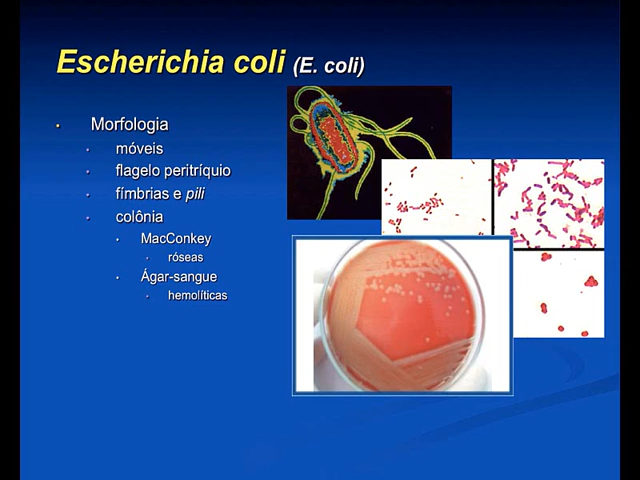 Escherichia coli (E. coli)
Morfologia
móveis
flagelo peritríquio
fímbrias e pili
colônia
MacConkey
róseas
Ágar-sangue
hemolíticas